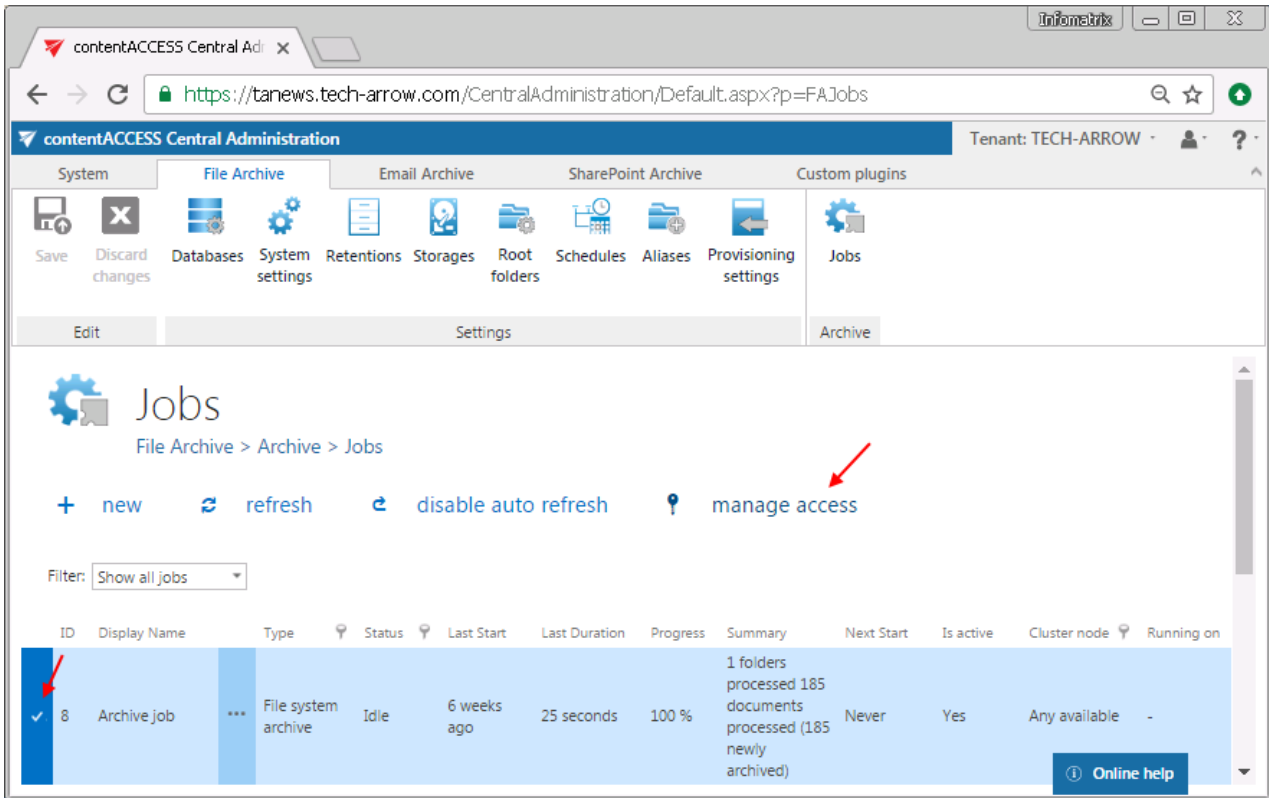 Infomatrix
contentACCESS Central Adr
https://tanews.tech-arrow.com/CentralAdministration/Default.aspx?p=FAJobs
contentACCESS Central Administration
Tenant: TECH-ARROW
?
System File Archive Email Archive SharePoint Archive Custom plugins
Save Discard Databases System Retentions Storages Root Schedules Aliases Provisioning Jobs
changes settings folders settings
Edit Settings Archive
Jobs
File Archive > Archive > Jobs
+ new refresh disable auto refresh manage access
Filter: Show all jobs
ID Display Name Type Status Last Start Last Duration Progress Summary Next Start Is active Cluster node Running on
8 Archive job ... File system archive Idle 6 weeks ago 25 seconds 100 % 1 folders processed 185 documents processed (185 newly archived) Never Yes Any available -
Online help